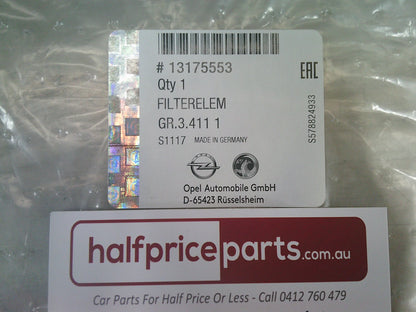 # 13175553
EAC
Qty 1
FILTERELEM
GR.3.411 1
S1117 MADE IN GERMANY
S578824933
Opel Automobile GmbH
D-65423 Rüsselsheim
halfpriceparts.com.au
Car Parts For Half Price Or Less - Call 0412 760 479